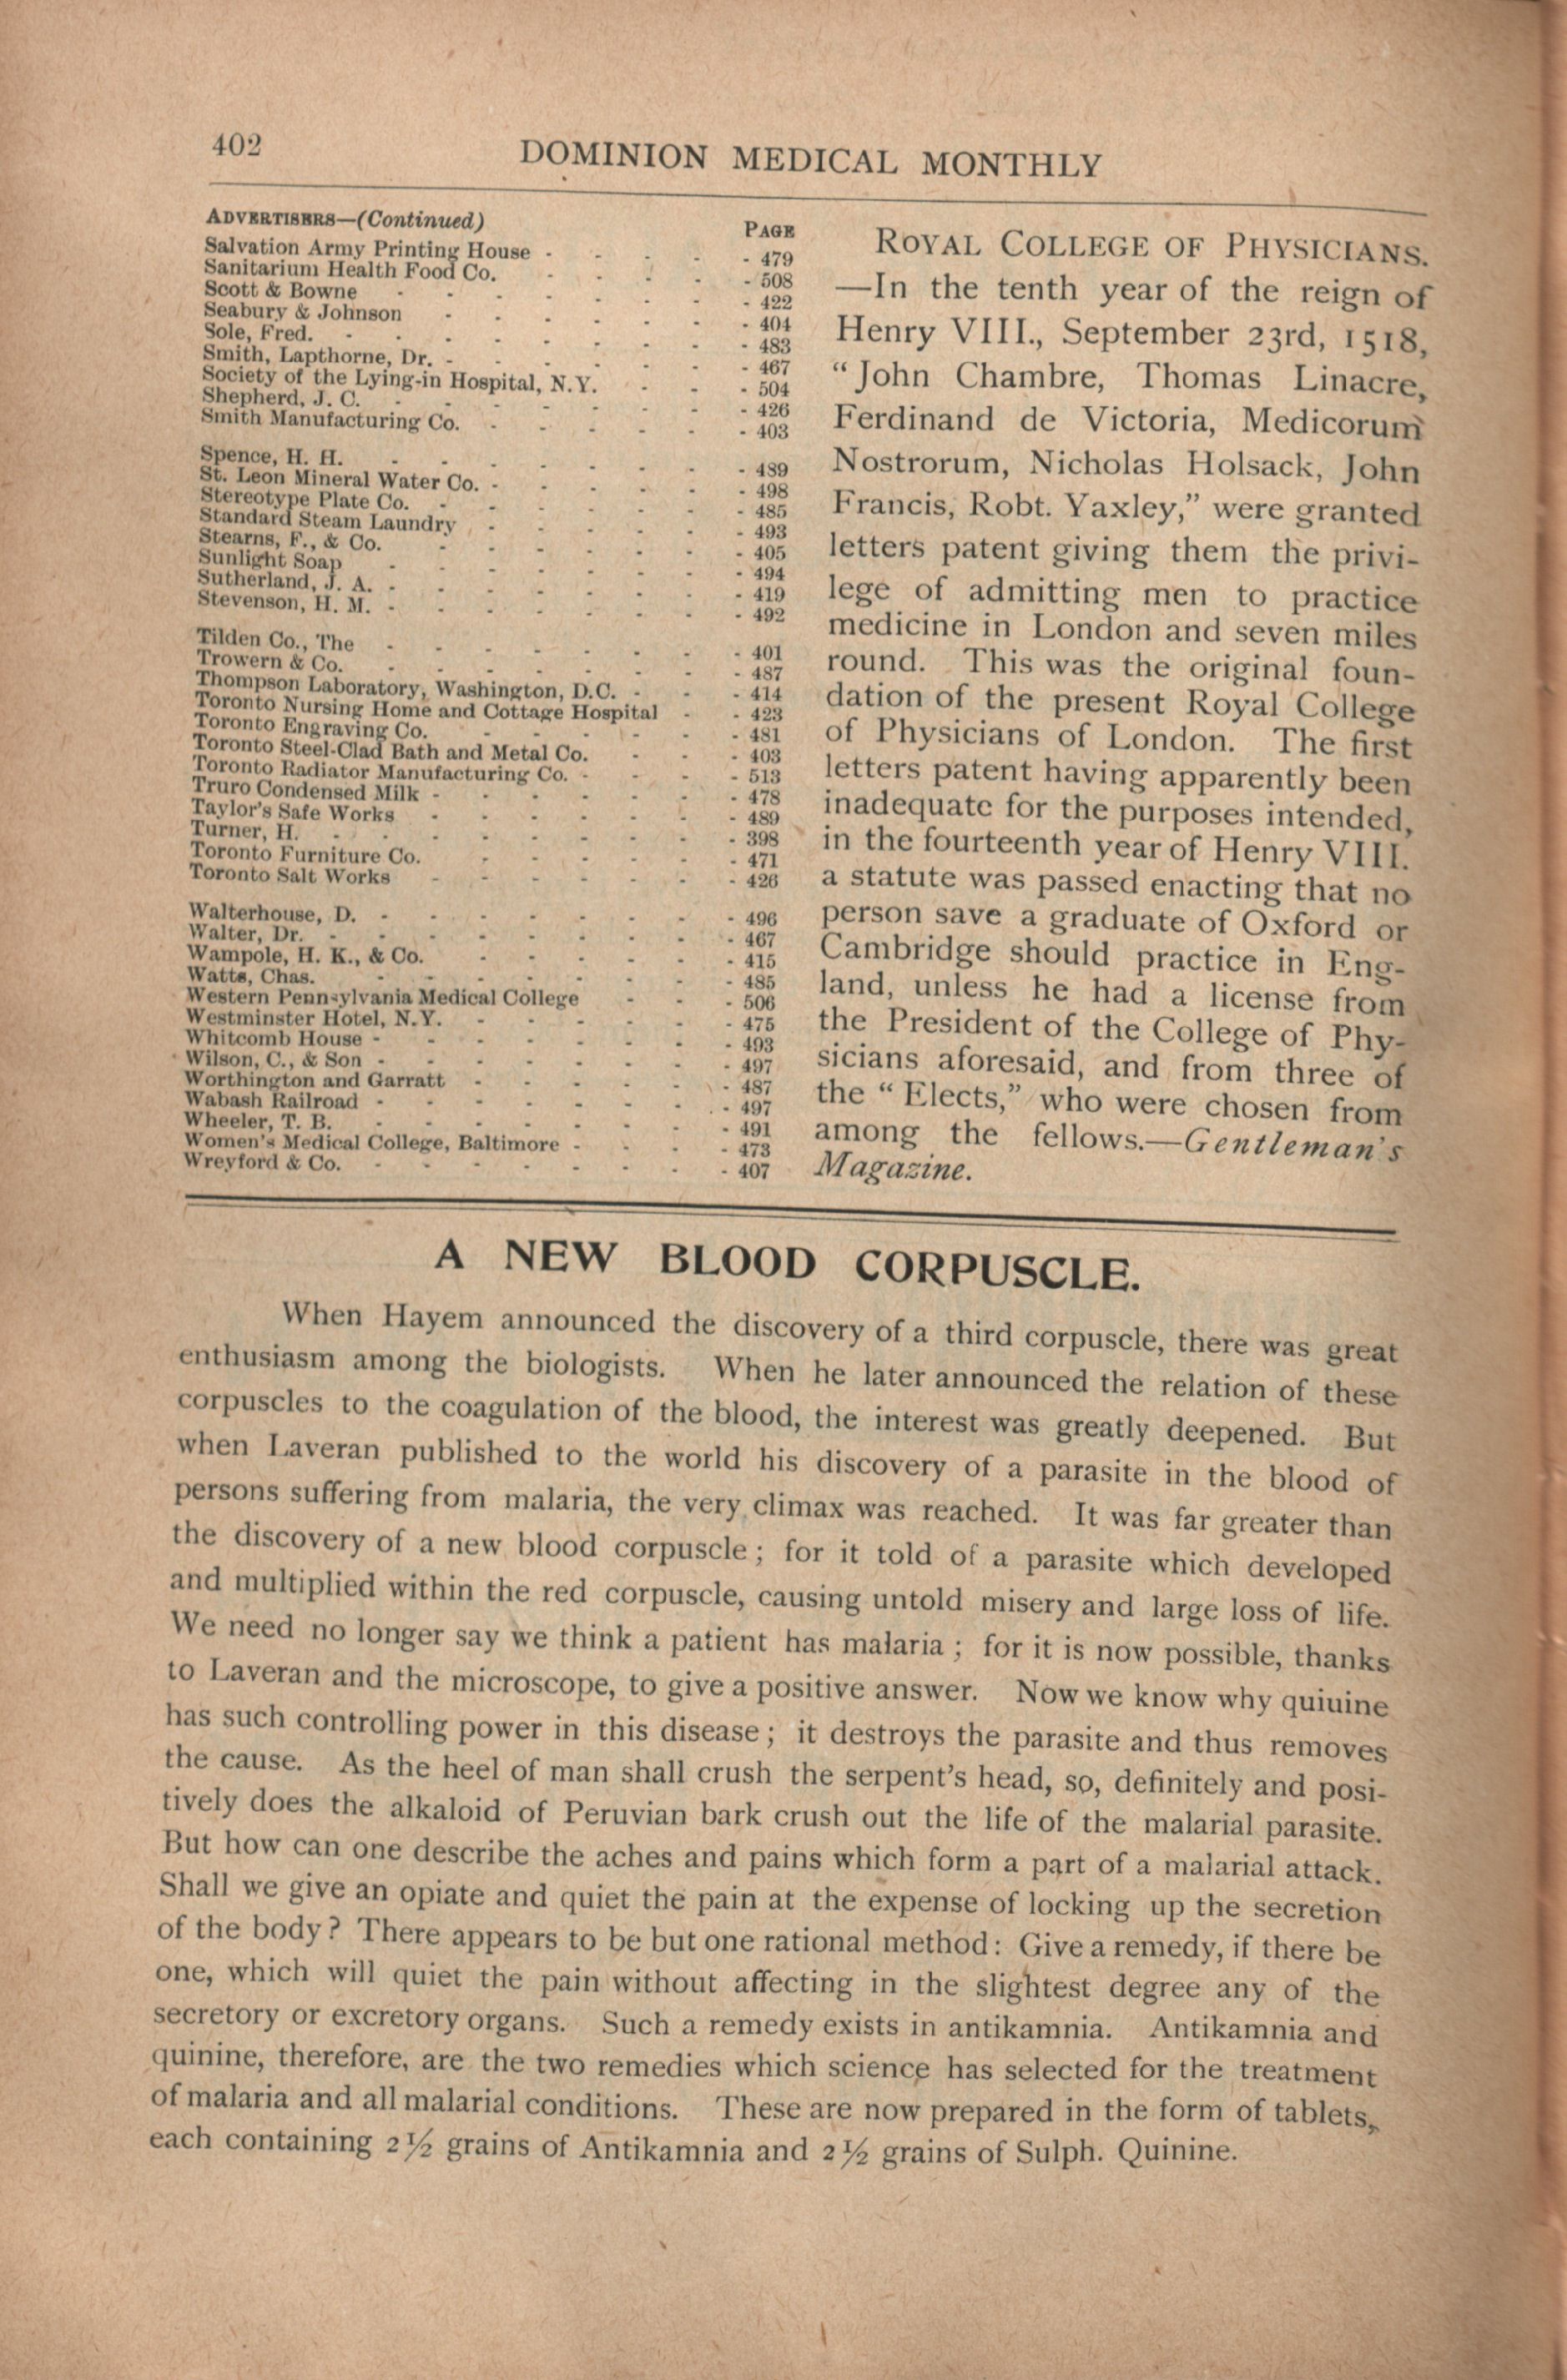 402
DOMINION MEDICAL MONTHLY
ADVERTISERS—(Continued)
PAGE
Salvation Army Printing House - - - - - 479
Sanitarium Health Food Co. - - - - - 508
Scott & Bowne - - - - - - - 422
Seabury & Johnson - - - - - - 404
Sole, Fred. - - - - - - - - 483
Smith, Lapthorne, Dr. - - - - - - 467
Society of the Lying-in Hospital, N.Y. - - - 504
Shepherd, J. C. - - - - - - - 426
Smith Manufacturing Co. - - - - - - 403
Spence, H. H. - - - - - - - 489
St. Leon Mineral Water Co. - - - - - - 498
Stereotype Plate Co. - - - - - - 485
Standard Steam Laundry - - - - - - 493
Stearns, F., & Co. - - - - - - - 405
Sunlight Soap - - - - - - - 494
Sutherland, J. A. - - - - - - - 419
Stevenson, H. M. - - - - - - - 492
Tilden Co., The - - - - - - - 401
Trowern & Co. - - - - - - - 487
Thompson Laboratory, Washington, D.C. - - - 414
Toronto Nursing Home and Cottage Hospital - - 423
Toronto Engraving Co. - - - - - - 481
Toronto Steel-Clad Bath and Metal Co. - - - 403
Toronto Radiator Manufacturing Co. - - - - 513
Truro Condensed Milk - - - - - - - 478
Taylor's Safe Works - - - - - - - 489
Turner, H. - - - - - - - - - 398
Toronto Furniture Co. - - - - - - 471
Toronto Salt Works - - - - - - - 426
Walterhouse, D. - - - - - - - - 496
Walter, Dr. - - - - - - - - - 467
Wampole, H. K., & Co. - - - - - - 415
Watts, Chas. - - - - - - - - 485
Western Pennsylvania Medical College - - - 506
Westminster Hotel, N.Y. - - - - - - 475
Whitcomb House - - - - - - - - 493
Wilson, C., & Son - - - - - - - - 497
Worthington and Garratt - - - - - - 487
Wabash Railroad - - - - - - - - 497
Wheeler, T. B. - - - - - - - - 491
Women's Medical College, Baltimore - - - - 473
Wreyford & Co. - - - - - - - - 407
ROYAL COLLEGE OF PHYSICIANS.
—In the tenth year of the reign of
Henry VIII., September 23rd, 1518,
“John Chambre, Thomas Linacre,
Ferdinand de Victoria, Medicorum
Nostrorum, Nicholas Holsack, John
Francis, Robt. Yaxley,” were granted
letters patent giving them the privi-
lege of admitting men to practice
medicine in London and seven miles
round. This was the original foun-
dation of the present Royal College
of Physicians of London. The first
letters patent having apparently been
inadequate for the purposes intended,
in the fourteenth year of Henry VIII.
a statute was passed enacting that no
person save a graduate of Oxford or
Cambridge should practice in Eng-
land, unless he had a license from
the President of the College of Phy-
sicians aforesaid, and from three of
the “Elects,” who were chosen from
among the fellows.—Gentleman's
Magazine.
A NEW BLOOD CORPUSCLE.
When Hayem announced the discovery of a third corpuscle, there was great
enthusiasm among the biologists. When he later announced the relation of these
corpuscles to the coagulation of the blood, the interest was greatly deepened. But
when Laveran published to the world his discovery of a parasite in the blood of
persons suffering from malaria, the very climax was reached. It was far greater than
the discovery of a new blood corpuscle; for it told of a parasite which developed
and multiplied within the red corpuscle, causing untold misery and large loss of life.
We need no longer say we think a patient has malaria; for it is now possible, thanks
to Laveran and the microscope, to give a positive answer. Now we know why quiuine
has such controlling power in this disease; it destroys the parasite and thus removes
the cause. As the heel of man shall crush the serpent's head, so, definitely and posi-
tively does the alkaloid of Peruvian bark crush out the life of the malarial parasite.
But how can one describe the aches and pains which form a part of a malarial attack.
Shall we give an opiate and quiet the pain at the expense of locking up the secretion
of the body? There appears to be but one rational method: Give a remedy, if there be
one, which will quiet the pain without affecting in the slightest degree any of the
secretory or excretory organs. Such a remedy exists in antikamnia. Antikamnia and
quinine, therefore, are the two remedies which science has selected for the treatment
of malaria and all malarial conditions. These are now prepared in the form of tablets,
each containing 2½ grains of Antikamnia and 2½ grains of Sulph. Quinine.